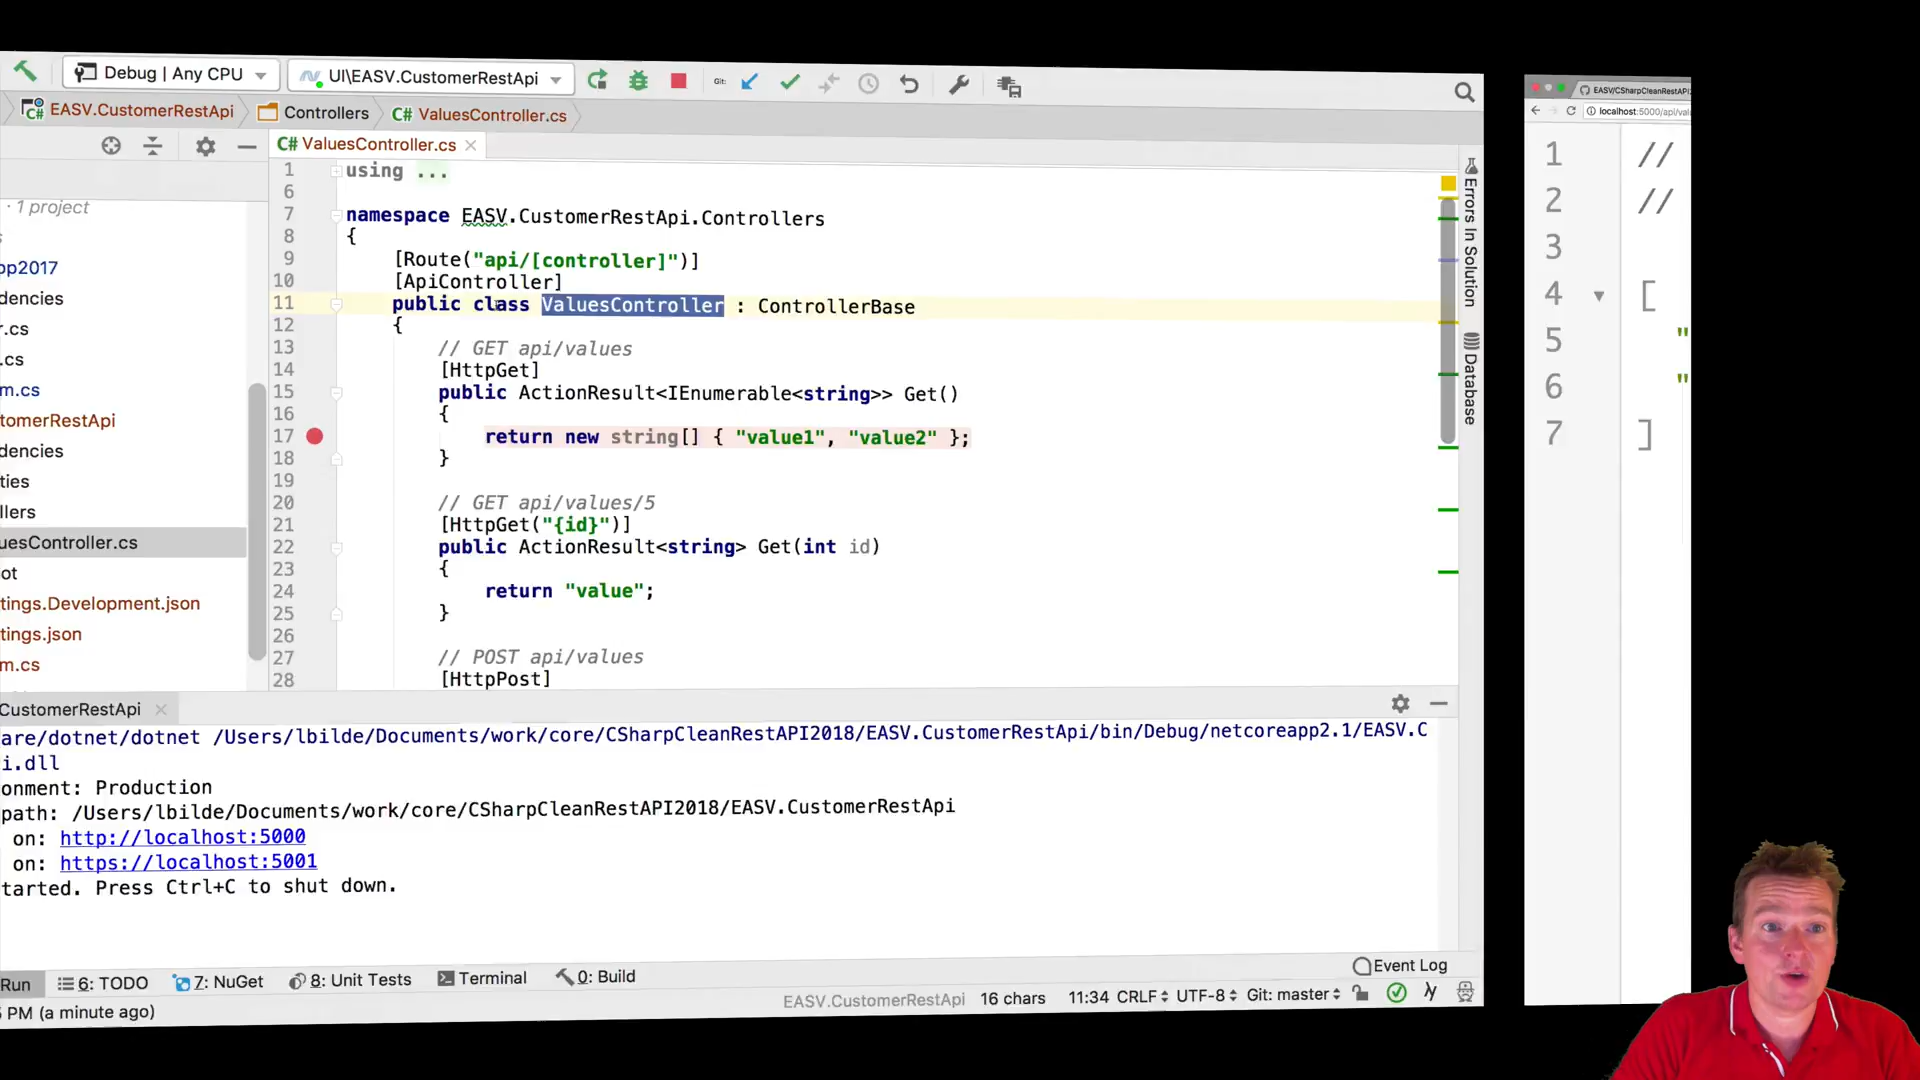 Debug | Any CPU
UI\EASV.CustomerRestApi
Git:
EASV.CustomerRestApi
Controllers
C# ValuesController.cs
C# ValuesController.cs
· 1 project
1 using ...
6
7 namespace EASV.CustomerRestApi.Controllers
8 {
9 [Route("api/[controller]")]
10 [ApiController]
11 public class ValuesController : ControllerBase
12 {
13 // GET api/values
14 [HttpGet]
15 public ActionResult<IEnumerable<string>> Get()
16 {
17 return new string[] { "value1", "value2" };
18 }
19
20 // GET api/values/5
21 [HttpGet("{id}")]
22 public ActionResult<string> Get(int id)
23 {
24 return "value";
25 }
26
27 // POST api/values
28 [HttpPost]
s
pp2017
dencies
r.cs
.cs
m.cs
tomerRestApi
dencies
ties
llers
uesController.cs
ot
tings.Development.json
tings.json
m.cs
Errors In Solution
Database
CustomerRestApi
are/dotnet/dotnet /Users/lbilde/Documents/work/core/CSharpCleanRestAPI2018/EASV.CustomerRestApi/bin/Debug/netcoreapp2.1/EASV.C
i.dll
onment: Production
path: /Users/lbilde/Documents/work/core/CSharpCleanRestAPI2018/EASV.CustomerRestApi
on: http://localhost:5000
on: https://localhost:5001
tarted. Press Ctrl+C to shut down.
Run
6: TODO
7: NuGet
8: Unit Tests
Terminal
0: Build
Event Log
5 PM (a minute ago)
EASV.CustomerRestApi
16 chars
11:34
CRLF
UTF-8
Git: master
EASV/CSharpCleanRestAPI
localhost:5000/api/val
1 //
2 //
3
4 [
5 "
6 "
7 ]